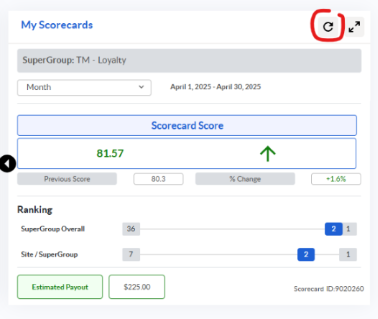 My Scorecards
SuperGroup: TM - Loyalty
Month April 1, 2025 - April 30, 2025
Scorecard Score
81.57
Previous Score 80.3 % Change +1.6%
Ranking
SuperGroup Overall 36 2 1
Site / SuperGroup 7 2 1
Estimated Payout $225.00 Scorecard ID:9020260